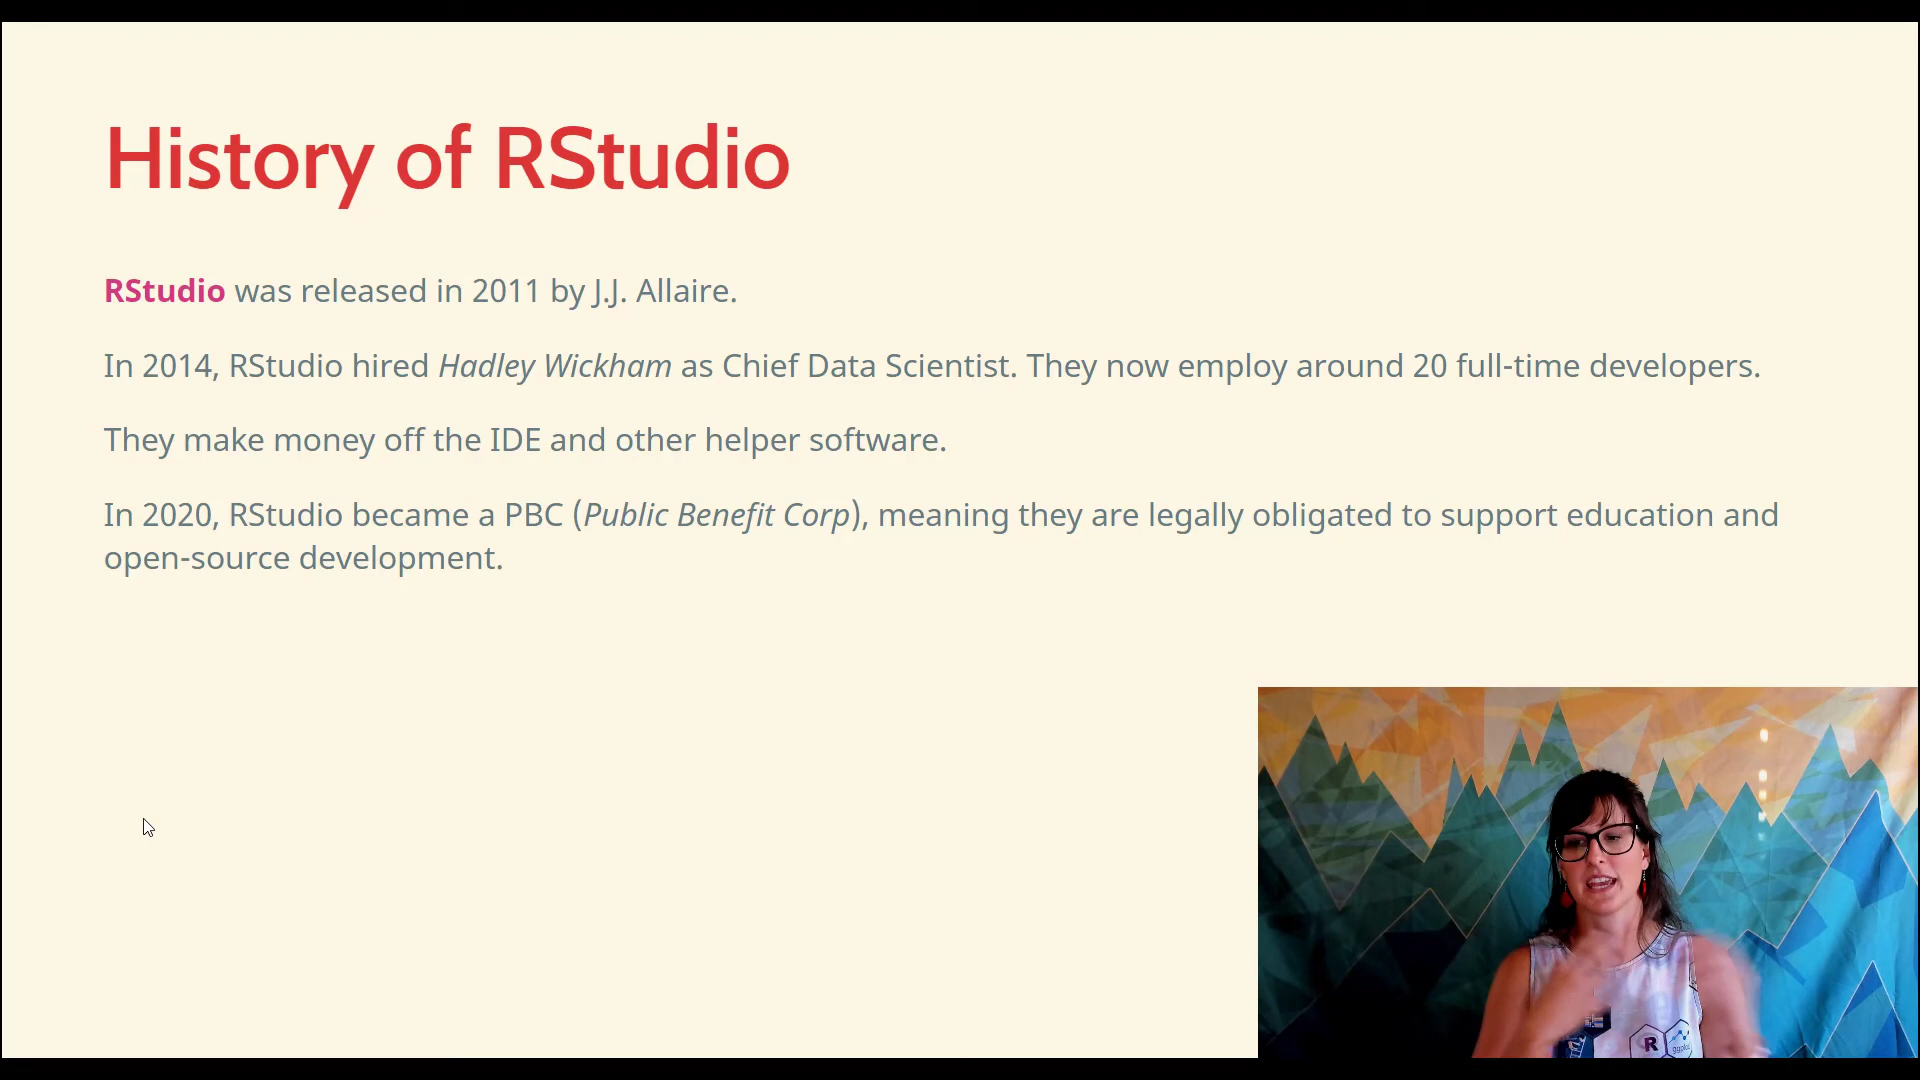 History of RStudio
RStudio was released in 2011 by J.J. Allaire.
In 2014, RStudio hired Hadley Wickham as Chief Data Scientist. They now employ around 20 full-time developers.
They make money off the IDE and other helper software.
In 2020, RStudio became a PBC (Public Benefit Corp), meaning they are legally obligated to support education and
open-source development.
R